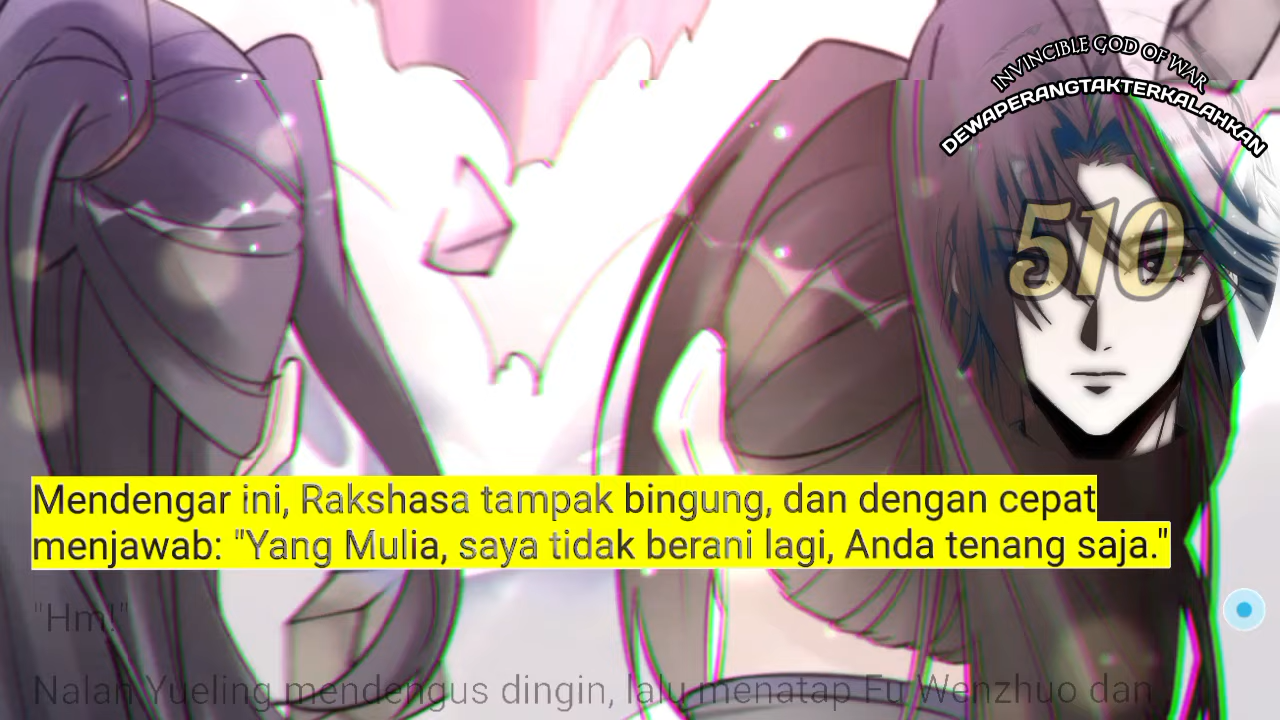 INVINCIBLE GOD OF WAR
DEWAPERANGTAKTERKALAHKAN
510
Mendengar ini, Rakshasa tampak bingung, dan dengan cepat
menjawab: "Yang Mulia, saya tidak berani lagi, Anda tenang saja."
"Hm!"
Nalan Yueling mendengus dingin, lalu menatap Fu Wenzhuo dan